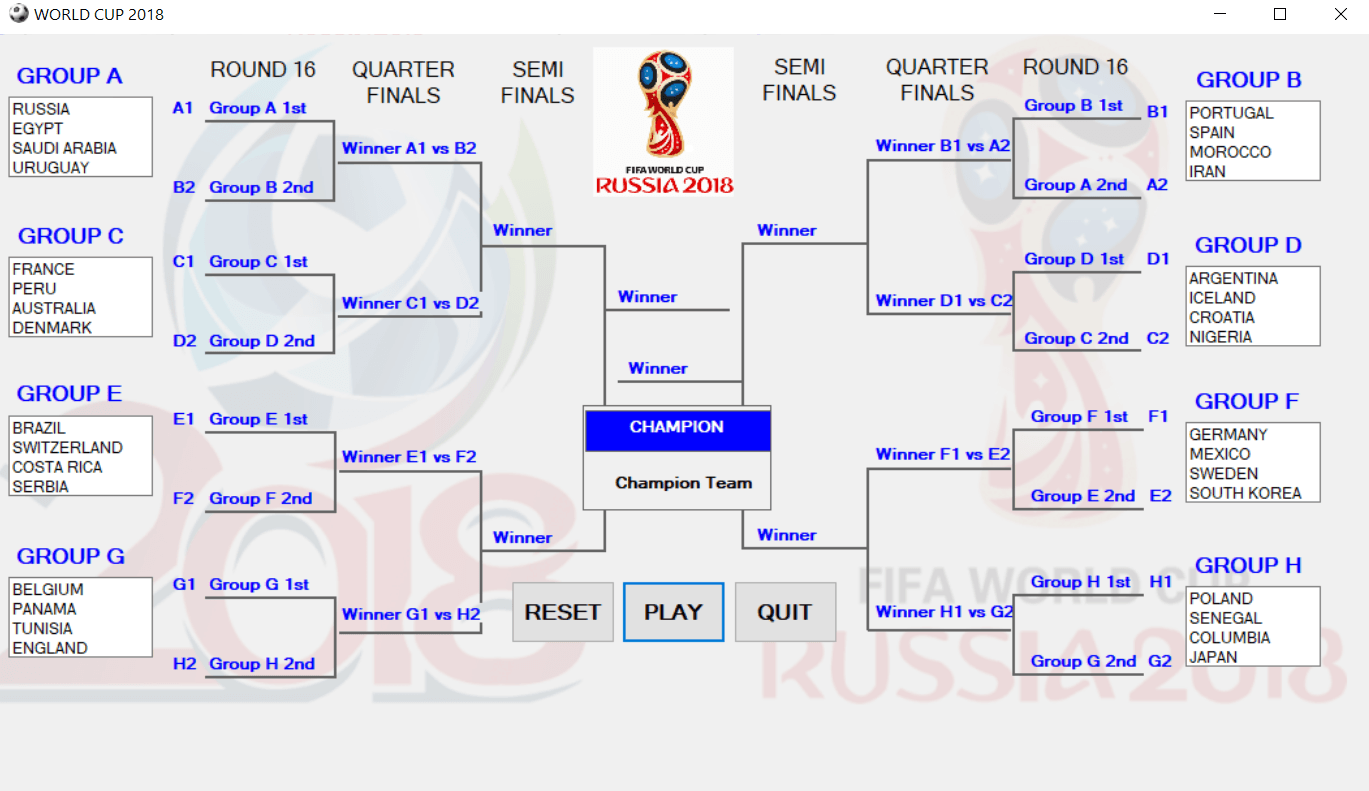 WORLD CUP 2018
GROUP A
RUSSIA
EGYPT
SAUDI ARABIA
URUGUAY
GROUP C
FRANCE
PERU
AUSTRALIA
DENMARK
GROUP E
BRAZIL
SWITZERLAND
COSTA RICA
SERBIA
GROUP G
BELGIUM
PANAMA
TUNISIA
ENGLAND
ROUND 16
A1 Group A 1st
B2 Group B 2nd
C1 Group C 1st
D2 Group D 2nd
E1 Group E 1st
F2 Group F 2nd
G1 Group G 1st
H2 Group H 2nd
QUARTER
FINALS
Winner A1 vs B2
Winner C1 vs D2
Winner E1 vs F2
Winner G1 vs H2
SEMI
FINALS
Winner
Winner
FIFA WORLD CUP
RUSSIA 2018
Winner
Winner
CHAMPION
Champion Team
RESET
PLAY
QUIT
SEMI
FINALS
Winner
Winner
QUARTER
FINALS
Winner B1 vs A2
Winner D1 vs C2
Winner F1 vs E2
Winner H1 vs G2
ROUND 16
Group B 1st B1
Group A 2nd A2
Group D 1st D1
Group C 2nd C2
Group F 1st F1
Group E 2nd E2
Group H 1st H1
Group G 2nd G2
GROUP B
PORTUGAL
SPAIN
MOROCCO
IRAN
GROUP D
ARGENTINA
ICELAND
CROATIA
NIGERIA
GROUP F
GERMANY
MEXICO
SWEDEN
SOUTH KOREA
GROUP H
POLAND
SENEGAL
COLUMBIA
JAPAN
2018
FIFA WORLD CUP
RUSSIA 2018